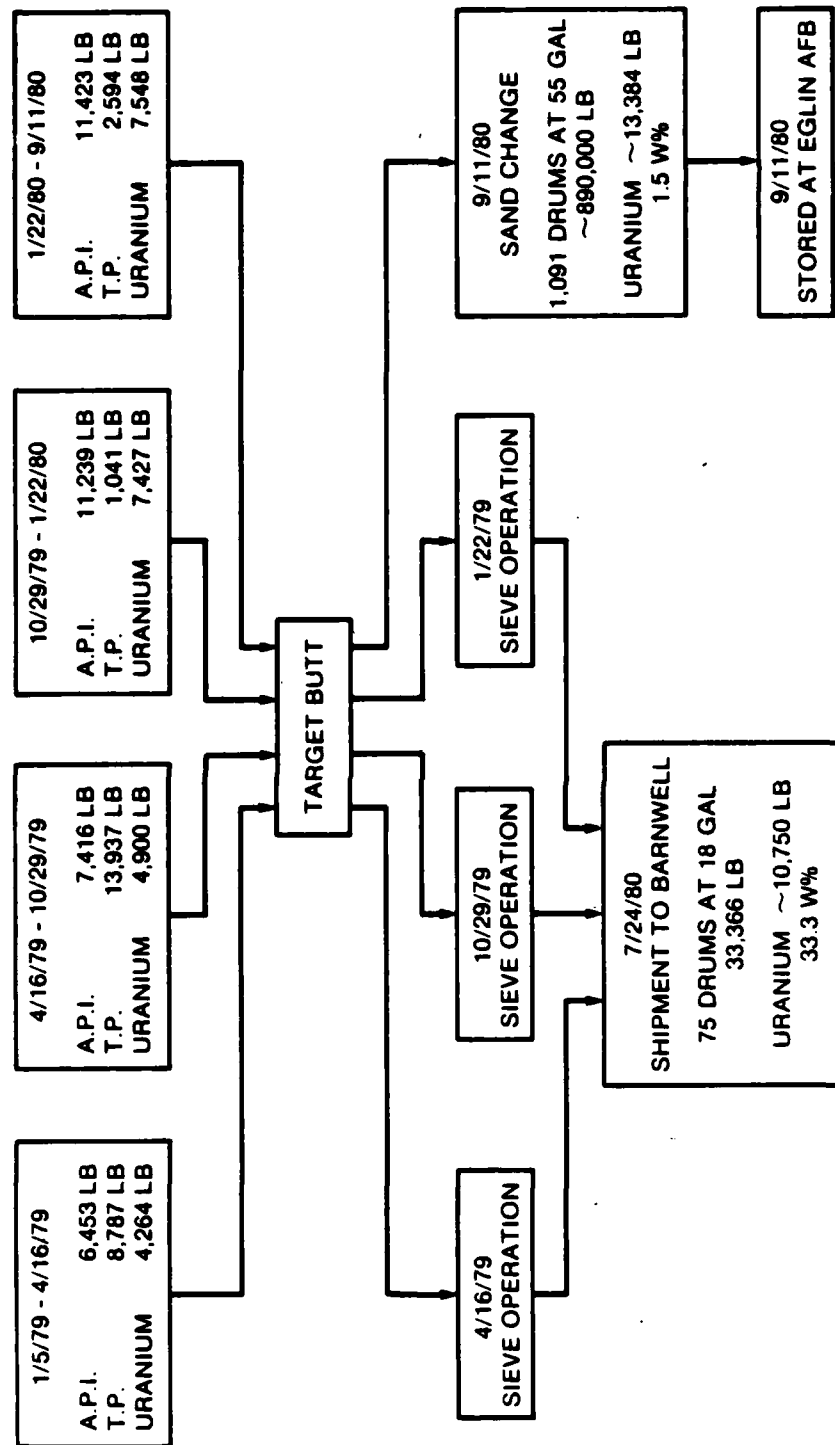 1/5/79 - 4/16/79
A.P.I. 6,453 LB
T.P. 8,787 LB
URANIUM 4,264 LB
4/16/79 - 10/29/79
A.P.I. 7,416 LB
T.P. 13,937 LB
URANIUM 4,900 LB
10/29/79 - 1/22/80
A.P.I. 11,239 LB
T.P. 1,041 LB
URANIUM 7,427 LB
1/22/80 - 9/11/80
A.P.I. 11,423 LB
T.P. 2,594 LB
URANIUM 7,548 LB
TARGET BUTT
4/16/79
SIEVE OPERATION
10/29/79
SIEVE OPERATION
1/22/79
SIEVE OPERATION
9/11/80
SAND CHANGE
1,091 DRUMS AT 55 GAL
~890,000 LB
URANIUM ~13,384 LB
1.5 W%
7/24/80
SHIPMENT TO BARNWELL
75 DRUMS AT 18 GAL
33,366 LB
URANIUM ~10,750 LB
33.3 W%
9/11/80
STORED AT EGLIN AFB